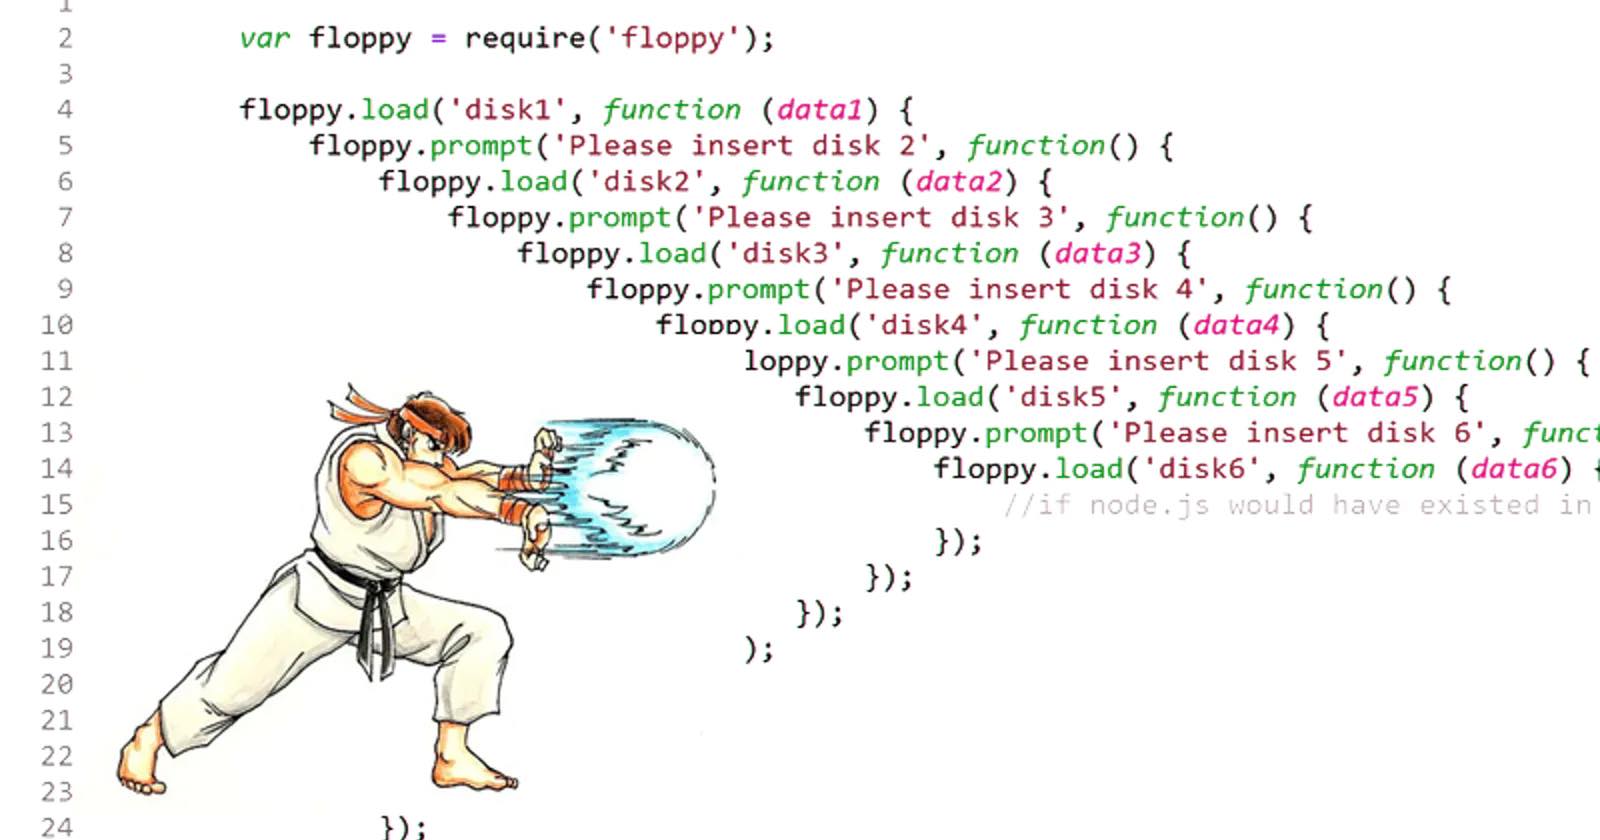 1
2 var floppy = require('floppy');
3
4 floppy.load('disk1', function (data1) {
5 floppy.prompt('Please insert disk 2', function() {
6 floppy.load('disk2', function (data2) {
7 floppy.prompt('Please insert disk 3', function() {
8 floppy.load('disk3', function (data3) {
9 floppy.prompt('Please insert disk 4', function() {
10 floppy.load('disk4', function (data4) {
11 loppy.prompt('Please insert disk 5', function() {
12 floppy.load('disk5', function (data5) {
13 floppy.prompt('Please insert disk 6', funct
14 floppy.load('disk6', function (data6) {
15 //if node.js would have existed in
16 });
17 });
18 });
19 );
20
21
22
23
24 });